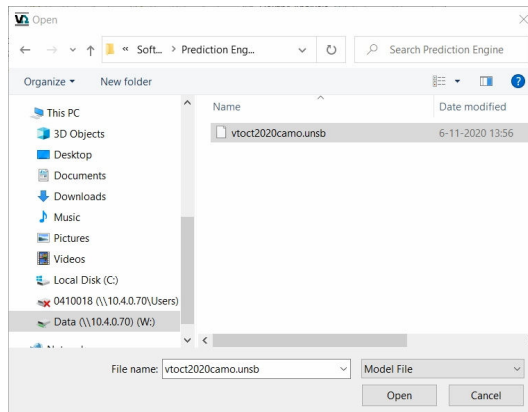 Open
« Soft... > Prediction Eng...
Search Prediction Engine
Organize
New folder
?
This PC
3D Objects
Desktop
Documents
Downloads
Music
Pictures
Videos
Local Disk (C:)
0410018 (\\10.4.0.70\Users)
Data (\\10.4.0.70) (W:)
Name
Date modified
vtoct2020camo.unsb
6-11-2020 13:56
File name:
vtoct2020camo.unsb
Model File
Open
Cancel